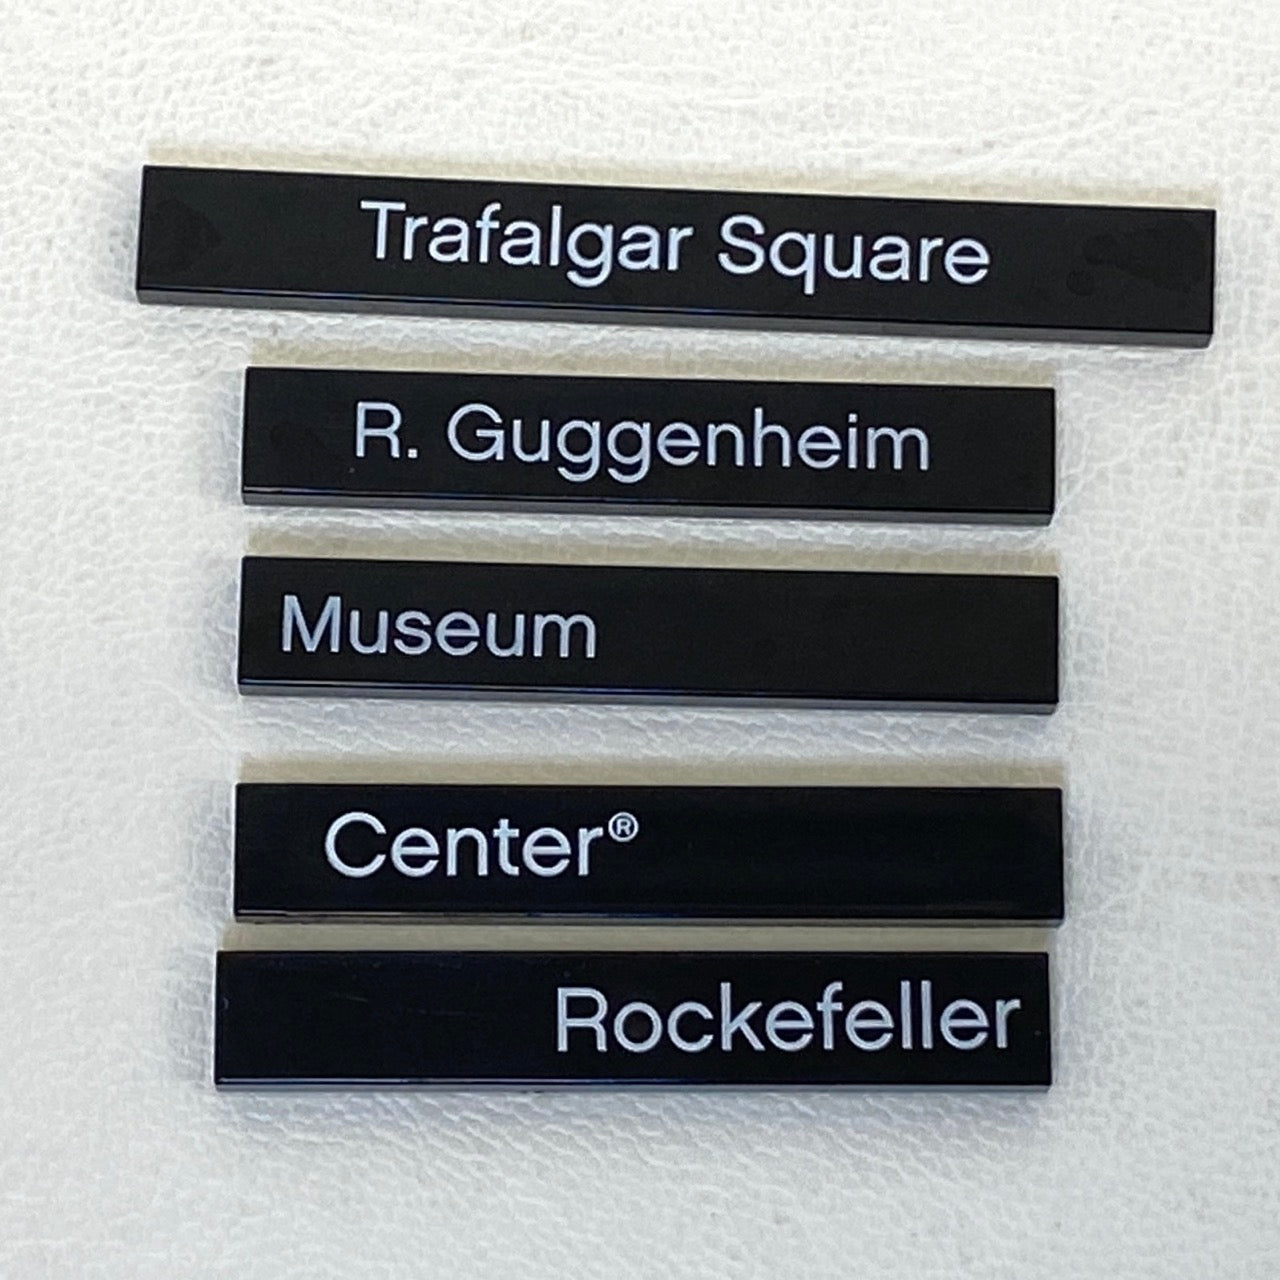 Trafalgar Square
R. Guggenheim
Museum
Center®
Rockefeller